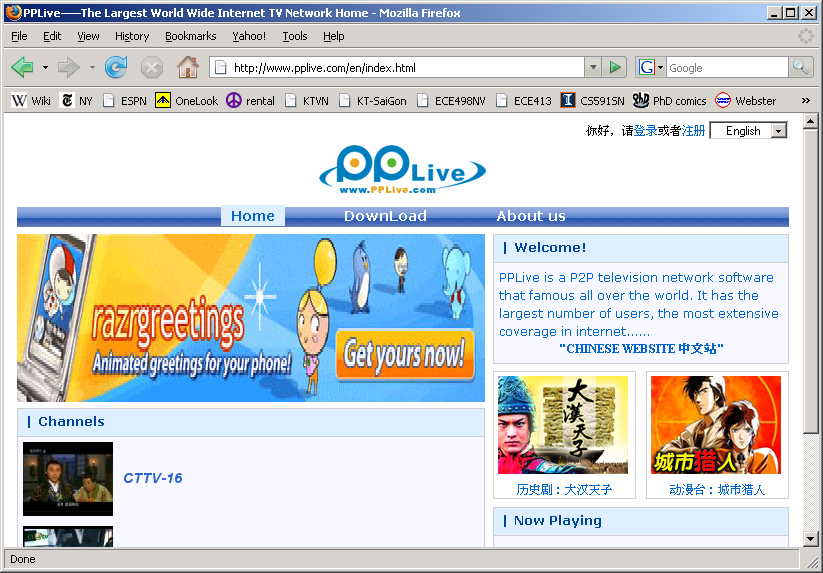 PPLive——The Largest World Wide Internet TV Network Home - Mozilla Firefox
File Edit View History Bookmarks Yahoo! Tools Help
http://www.pplive.com/en/index.html
G Google
W Wiki NY ESPN OneLook rental KTVN KT-SaiGon ECE498NV ECE413 CS591SN PhD comics Webster »
你好，请登录或者注册 English
PPLive
www.PPLive.com
Home DownLoad About us
razrgreetings
Animated greetings for your phone!
Get yours now!
Welcome!
PPLive is a P2P television network software
that famous all over the world. It has the
largest number of users, the most extensive
coverage in internet......
"CHINESE WEBSITE 中文站"
大漢天子
城市猎人
历史剧：大汉天子
动漫台：城市猎人
Channels
CTTV-16
Now Playing
Done